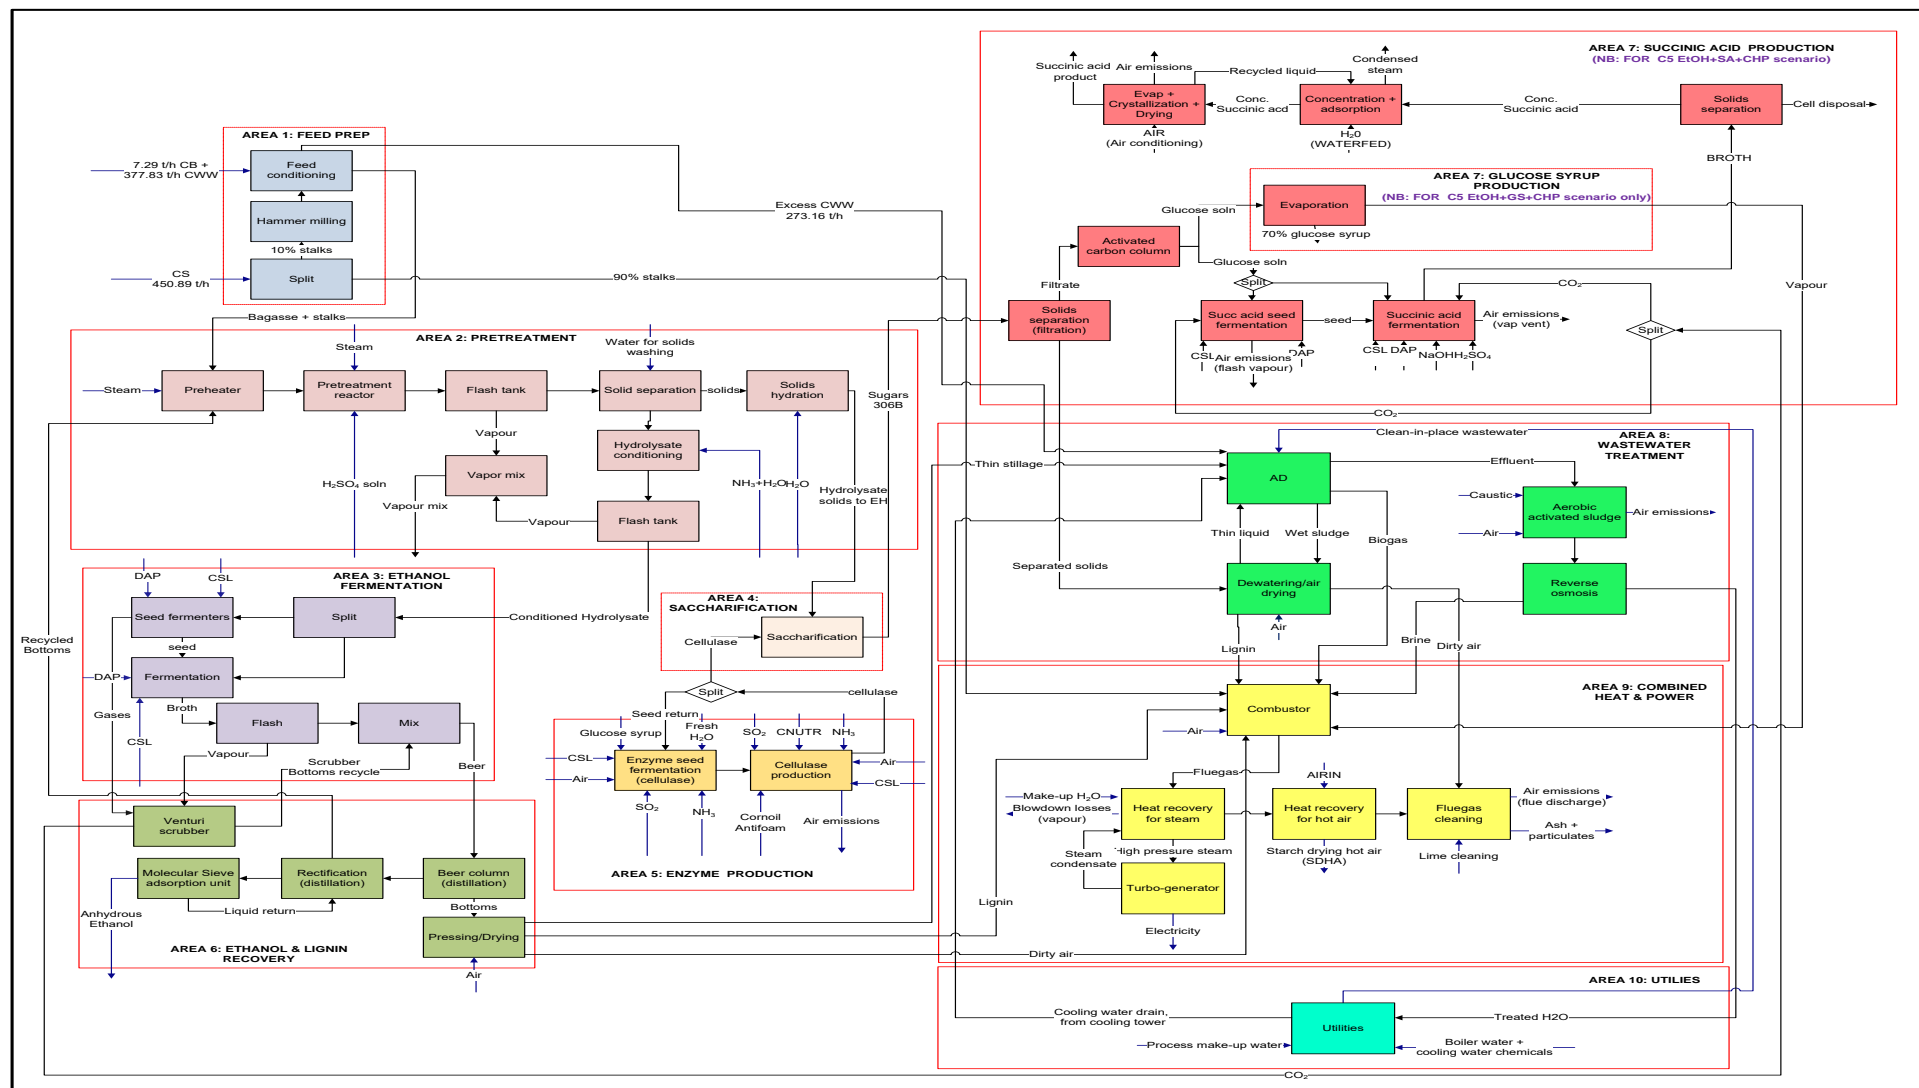 AREA 1: FEED PREP
7.29 t/h CB +
377.83 t/h CWW
Feed
conditioning
Hammer milling
10% stalks
CS
450.89 t/h
Split
90% stalks
Excess CWW
273.16 t/h
Bagasse + stalks
AREA 2: PRETREATMENT
Steam
Water for solids
washing
Steam
Preheater
Pretreatment
reactor
Flash tank
Solid separation
solids
Solids
hydration
Sugars
306B
Vapour
Hydrolysate
conditioning
Vapor mix
H₂SO₄ soln
Vapour mix
Vapour
Flash tank
NH₃+H₂O
H₂O
Hydrolysate
solids to EH
AREA 3: ETHANOL
FERMENTATION
DAP
CSL
Seed fermenters
Split
Conditioned Hydrolysate
Recycled
Bottoms
seed
DAP
Fermentation
Gases
Broth
CSL
Flash
Mix
Vapour
Scrubber
Bottoms recycle
Beer
AREA 4:
SACCHARIFICATION
Cellulase
Saccharification
Split
cellulase
Seed return
Glucose syrup
Fresh
H₂O
SO₂
CNUTR
NH₃
CSL
Air
Enzyme seed
fermentation
(cellulase)
Cellulase
production
Air
CSL
SO₂
NH₃
Cornoil
Antifoam
Air emissions
AREA 5: ENZYME PRODUCTION
Venturi
scrubber
Molecular Sieve
adsorption unit
Rectification
(distillation)
Beer column
(distillation)
Liquid return
Bottoms
Anhydrous
Ethanol
Pressing/Drying
AREA 6: ETHANOL & LIGNIN
RECOVERY
Air
AREA 7: SUCCINIC ACID PRODUCTION
(NB: FOR C5 EtOH+SA+CHP scenario)
Succinic acid
product
Air emissions
Recycled liquid
Condensed
steam
Evap +
Crystallization +
Drying
Conc.
Succinic acd
Concentration +
adsorption
Conc.
Succinic acid
Solids
separation
Cell disposal
AIR
(Air conditioning)
H₂0
(WATERFED)
BROTH
AREA 7: GLUCOSE SYRUP
PRODUCTION
(NB: FOR C5 EtOH+GS+CHP scenario only)
Evaporation
70% glucose syrup
Glucose soln
Activated
carbon column
Glucose soln
Split
Filtrate
Solids
separation
(filtration)
Succ acid seed
fermentation
seed
Succinic acid
fermentation
Air emissions
(vap vent)
CO₂
Split
Vapour
CSL
Air emissions
(flash vapour)
DAP
CSL
DAP
NaOH
H₂SO₄
CO₂
AREA 8:
WASTEWATER
TREATMENT
Clean-in-place wastewater
Thin stillage
AD
Effluent
Caustic
Aerobic
activated sludge
Air emissions
Air
Thin liquid
Wet sludge
Biogas
Separated solids
Dewatering/air
drying
Reverse
osmosis
Air
Lignin
Brine
Dirty air
AREA 9: COMBINED
HEAT & POWER
Combustor
Air
Fluegas
AIRIN
Make-up H₂O
Blowdown losses
(vapour)
Heat recovery
for steam
Heat recovery
for hot air
Fluegas
cleaning
Air emissions
(flue discharge)
Ash +
particulates
Steam
condensate
High pressure steam
Starch drying hot air
(SDHA)
Lime cleaning
Turbo-generator
Lignin
Electricity
Dirty air
AREA 10: UTILIES
Cooling water drain,
from cooling tower
Utilities
Treated H2O
Process make-up water
Boiler water +
cooling water chemicals
CO₂